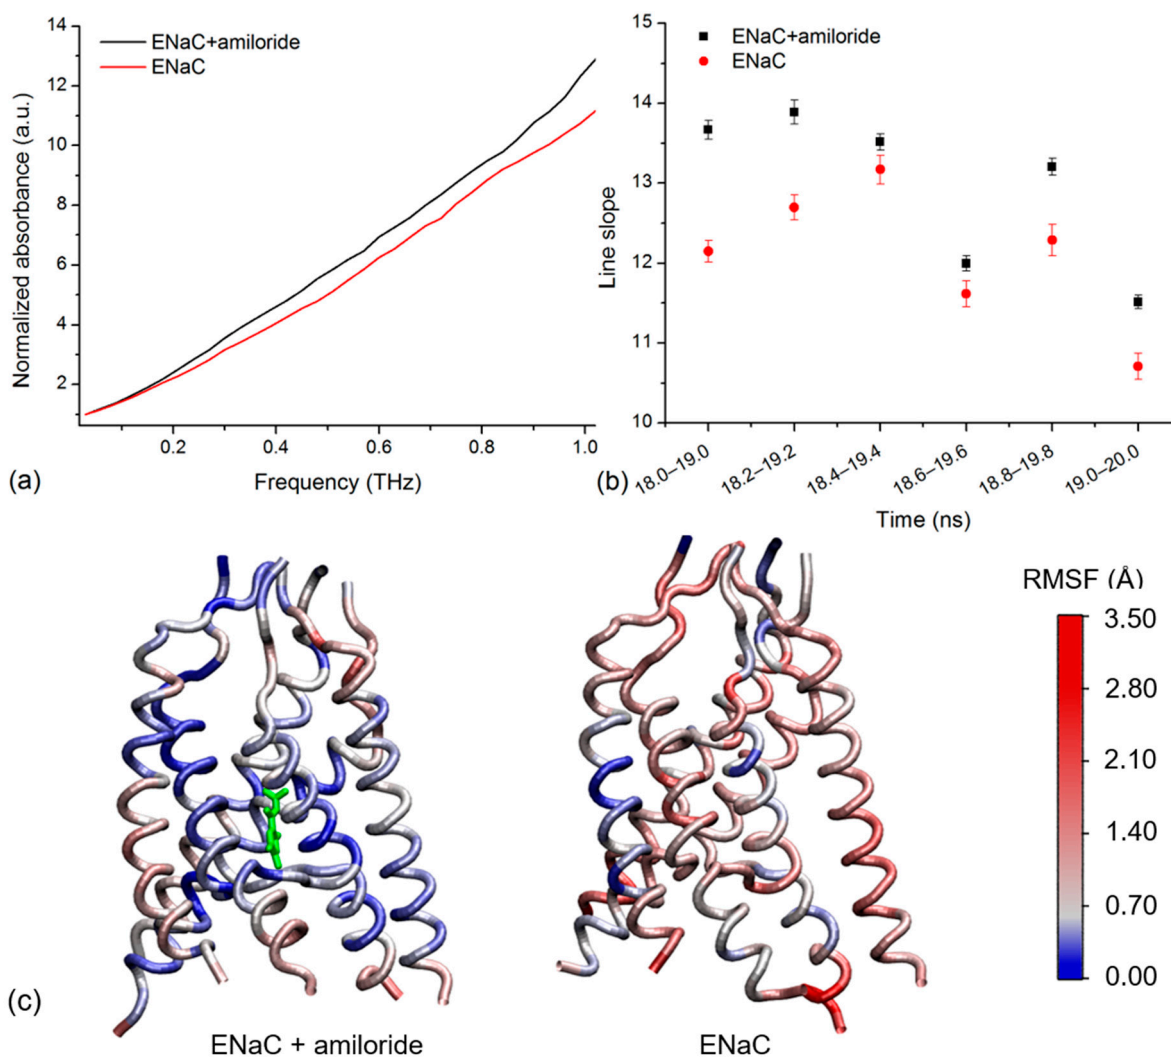 14
12
10
8
6
4
2
ENaC+amiloride
ENaC
Normalized absorbance (a.u.)
0.2
0.4
0.6
0.8
1.0
Frequency (THz)
(a)
15
14
13
12
11
10
ENaC+amiloride
ENaC
Line slope
18.0–19.0
18.2–19.2
18.4–19.4
18.6–19.6
18.8–19.8
19.0–20.0
Time (ns)
(b)
RMSF (Å)
3.50
2.80
2.10
1.40
0.70
0.00
(c)
ENaC + amiloride
ENaC